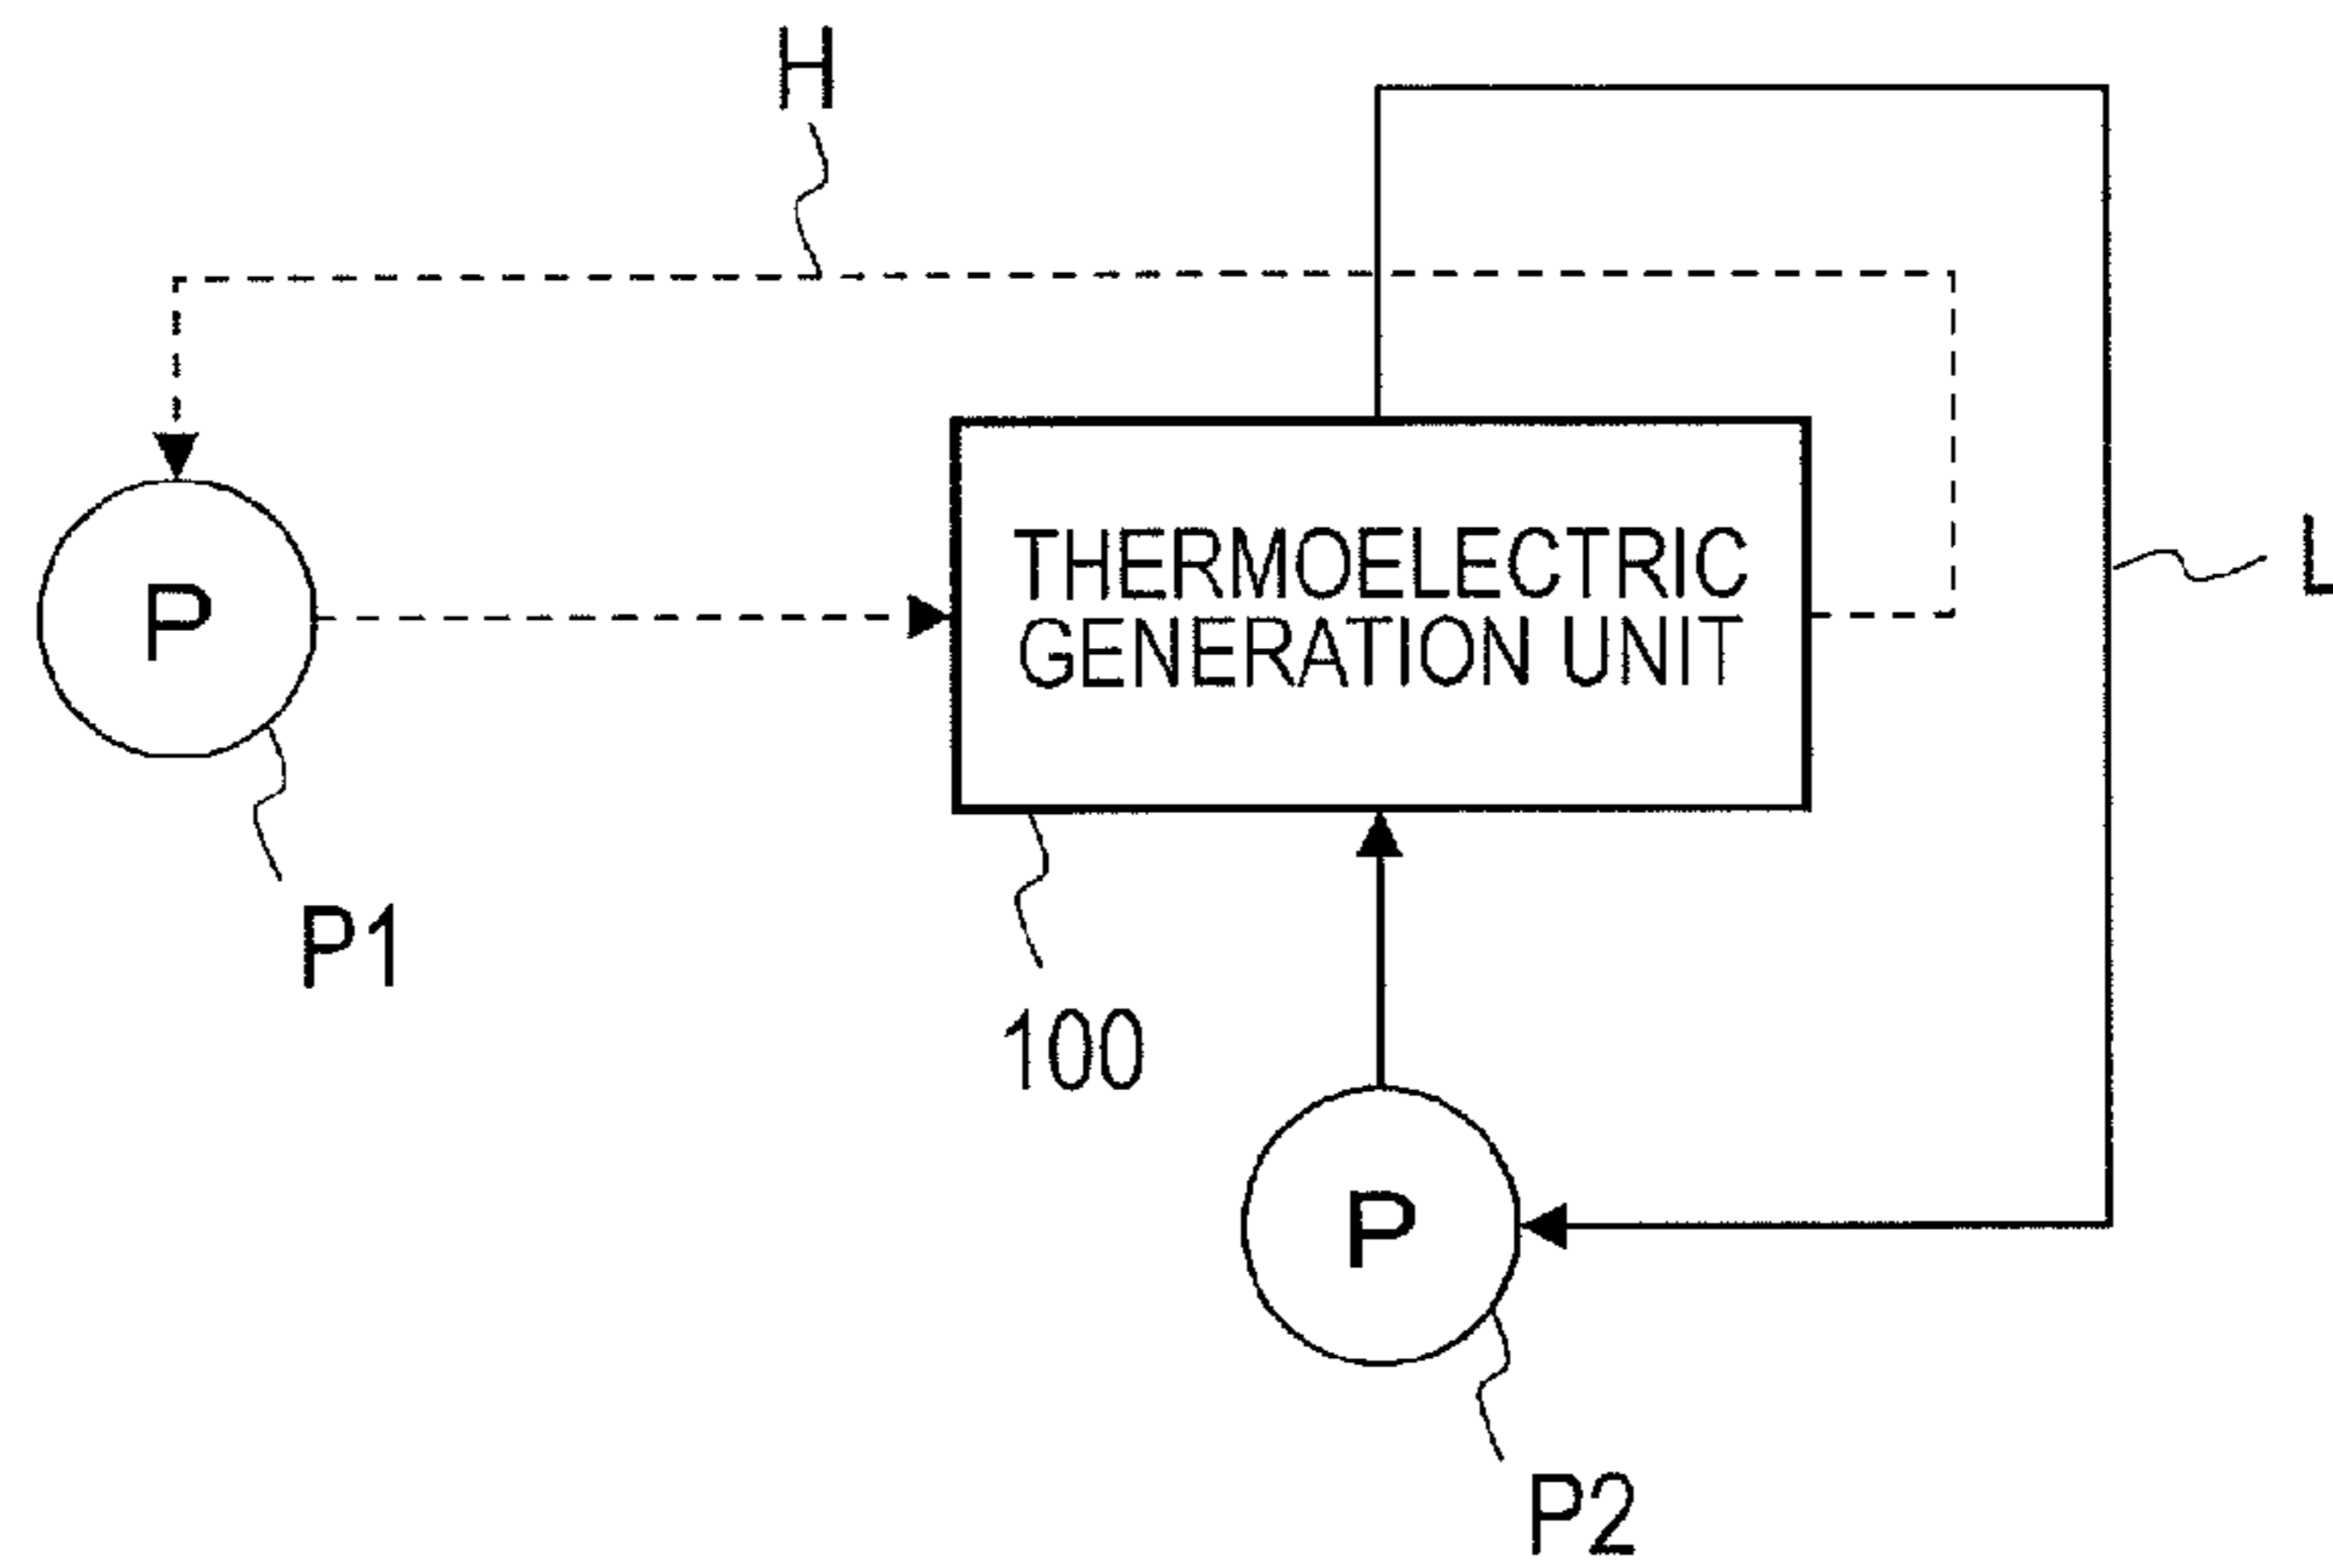 H
L
P
THERMOELECTRIC
GENERATION UNIT
P1
100
P
P2